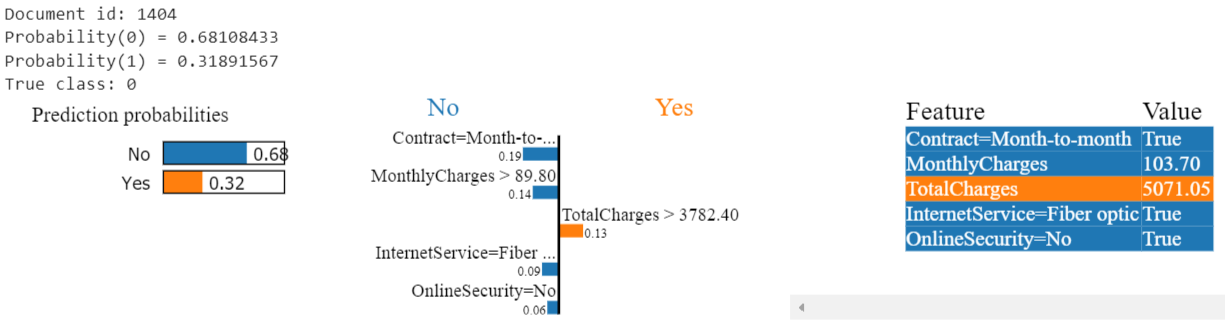 Document id: 1404
Probability(0) = 0.68108433
Probability(1) = 0.31891567
True class: 0
Prediction probabilities
No 0.68
Yes 0.32
No Yes
Contract=Month-to-...
0.19
MonthlyCharges > 89.80
0.14
TotalCharges > 3782.40
0.13
InternetService=Fiber ...
0.09
OnlineSecurity=No
0.06
Feature Value
Contract=Month-to-month True
MonthlyCharges 103.70
TotalCharges 5071.05
InternetService=Fiber optic True
OnlineSecurity=No True